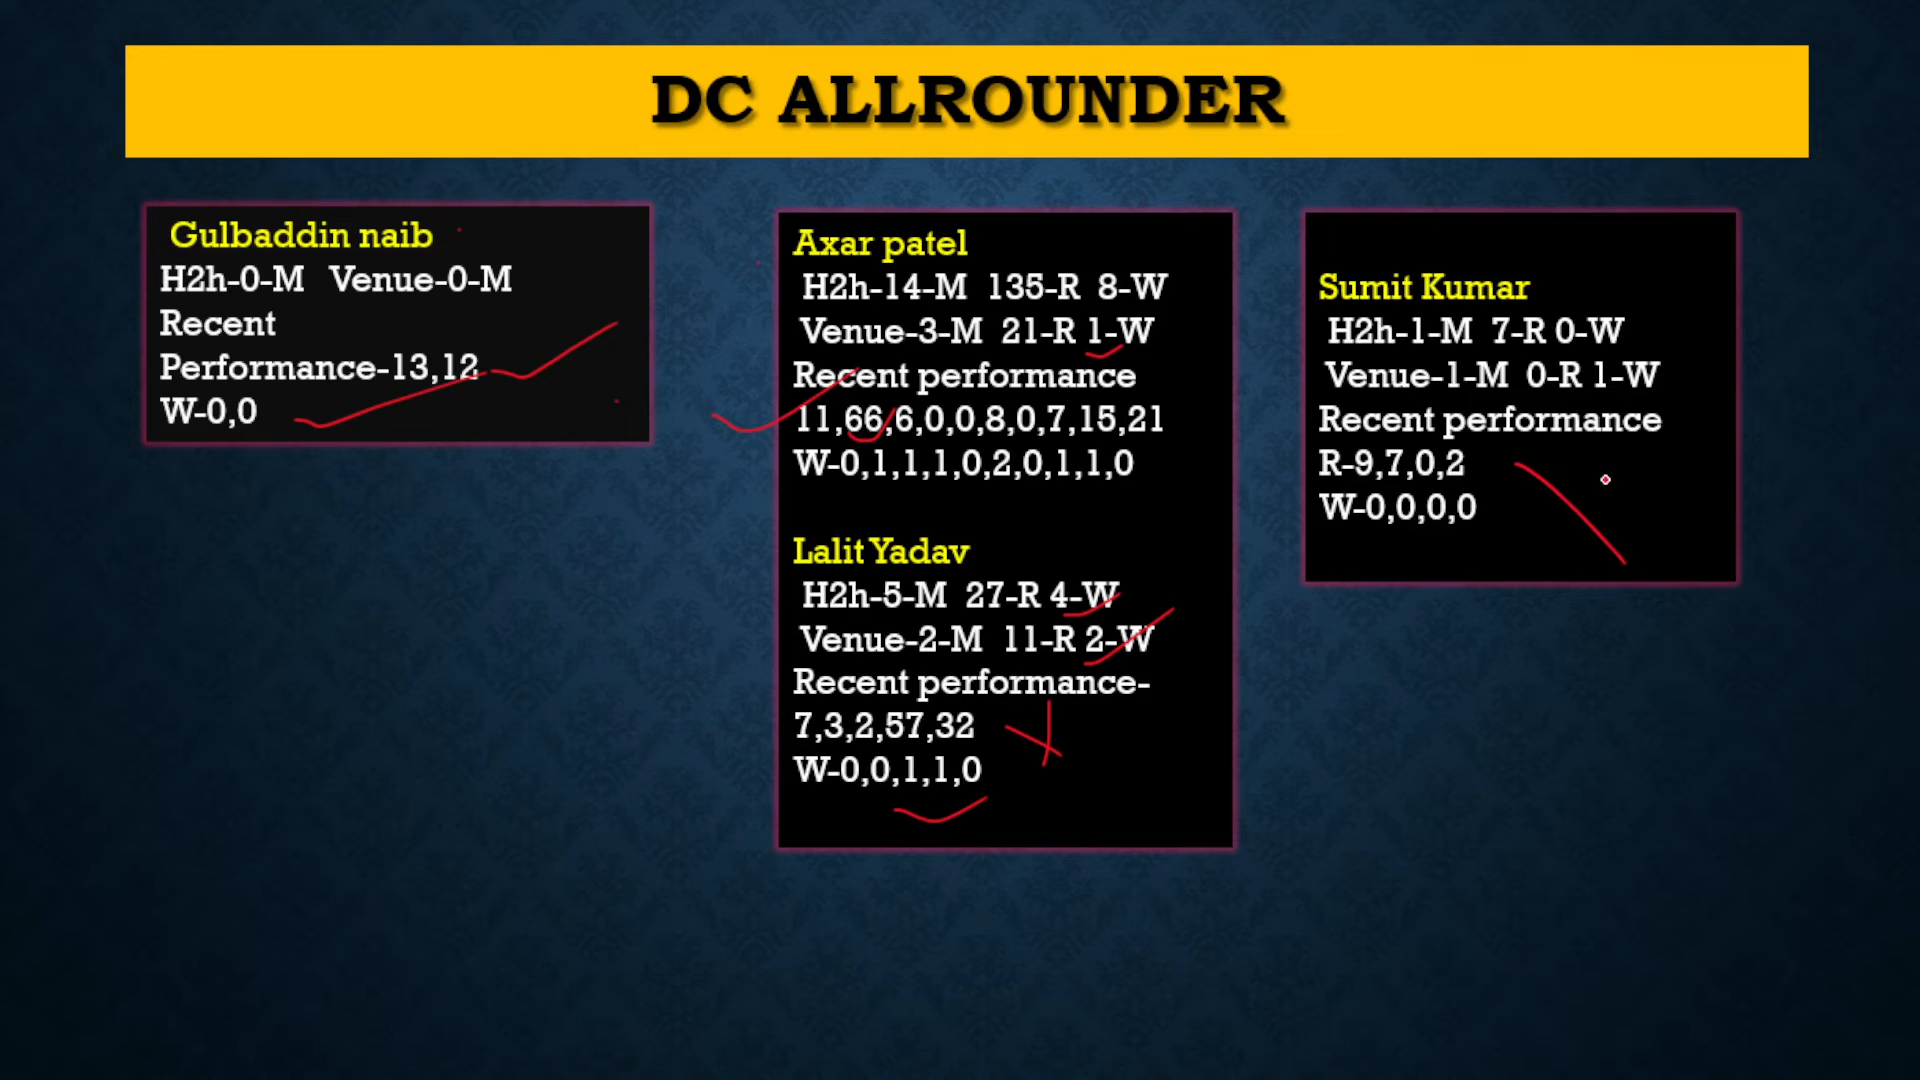 DC ALLROUNDER
Gulbaddin naib
H2h-0-M Venue-0-M
Recent
Performance-13,12
W-0,0
Axar patel
H2h-14-M 135-R 8-W
Venue-3-M 21-R 1-W
Recent performance
11,66,6,0,0,8,0,7,15,21
W-0,1,1,1,0,2,0,1,1,0
Lalit Yadav
H2h-5-M 27-R 4-W
Venue-2-M 11-R 2-W
Recent performance-
7,3,2,57,32
W-0,0,1,1,0
Sumit Kumar
H2h-1-M 7-R 0-W
Venue-1-M 0-R 1-W
Recent performance
R-9,7,0,2
W-0,0,0,0